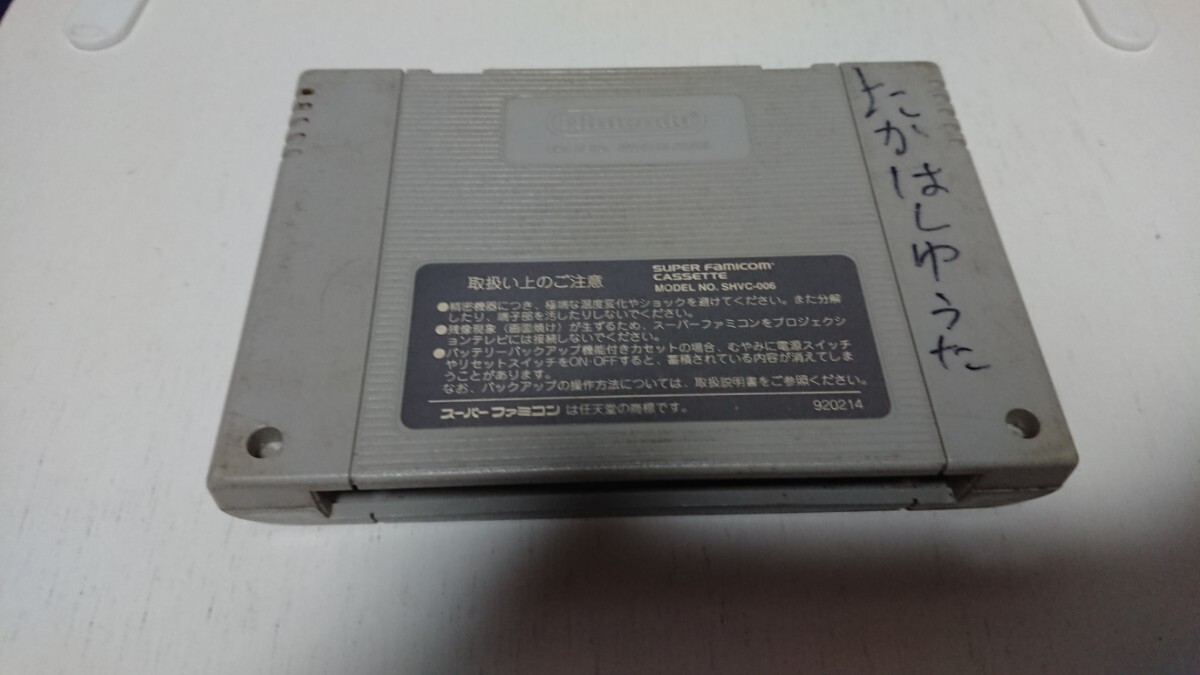 Nintendo
取扱い上のご注意
SUPER Famicom
CASSETTE
MODEL NO. SHVC-006
●精密機器につき、極端な温度変化やショックを避けてください。また分解
したり、端子部を汚したりしないでください。
●残像現象（画面焼け）が生ずるため、スーパーファミコンをプロジェクシ
ョンテレビには接続しないでください。
●バッテリーバックアップ機能付きカセットの場合、むやみに電源スイッチ
やリセットスイッチをON・OFFすると、蓄積されている内容が消えてしま
うことがあります。
なお、バックアップの操作方法については、取扱説明書をご参照ください。
スーパーファミコンは任天堂の商標です。
920214
たかはしゆうた